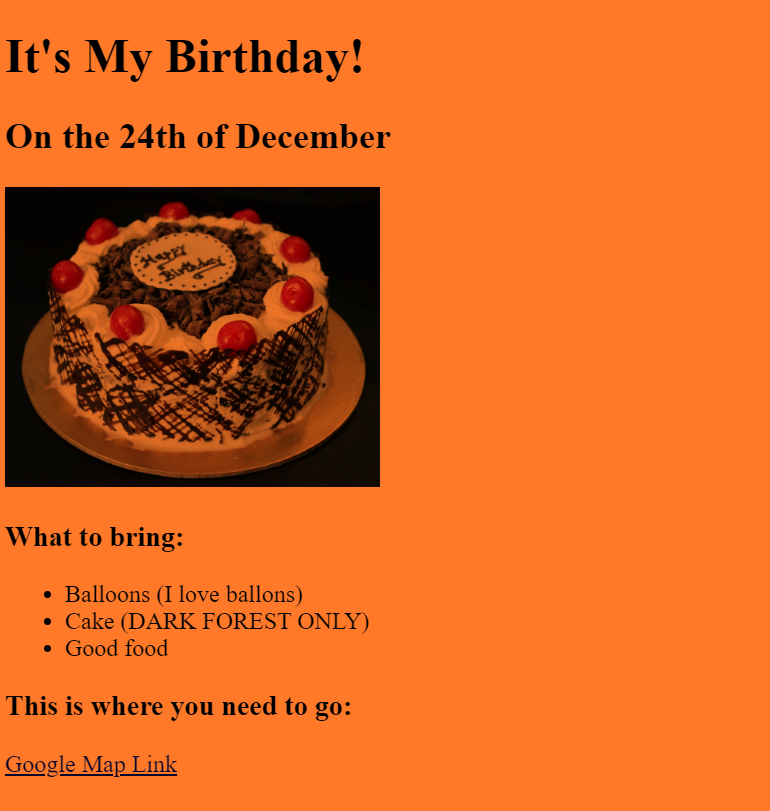 It's My Birthday!
On the 24th of December
Happy
Birthday
What to bring:
Balloons (I love ballons)
Cake (DARK FOREST ONLY)
Good food
This is where you need to go:
Google Map Link